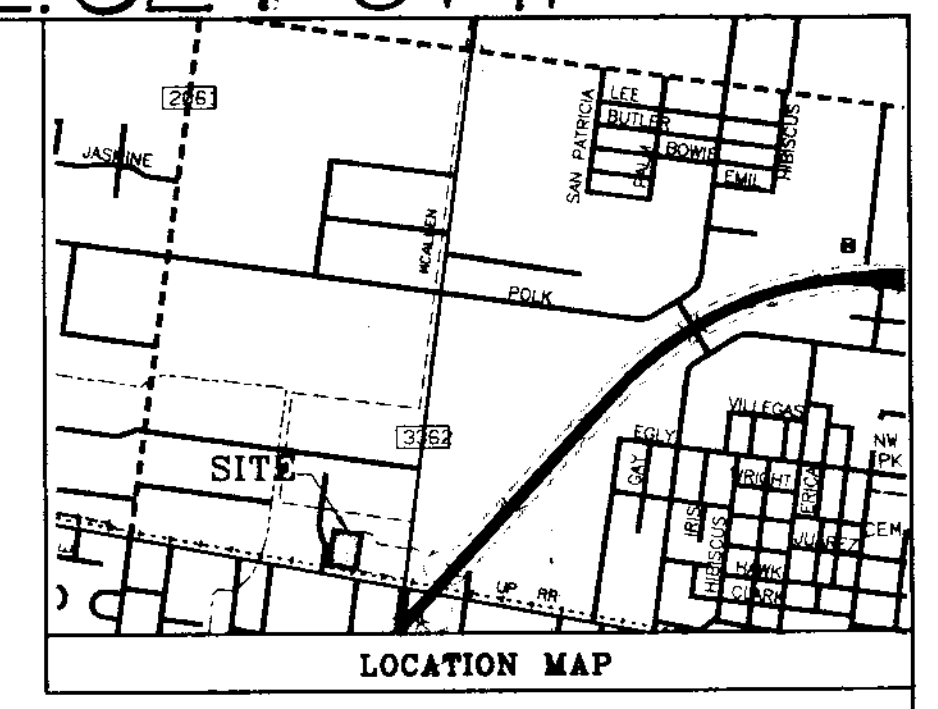 2061
LEE
SAN PATRICIA
BUTLER
HIBISCUS
JASMINE
PALM
BOWIE
EMIL
MCALLEN
POLK
VILLEGAS
3362
EGLY
NW
PK
SITE
GAY
WRIGHT
ERICA
IRIS
HIBISCUS
JUAREZ
CEM
HAWK
CLARK
UP RR
LOCATION MAP